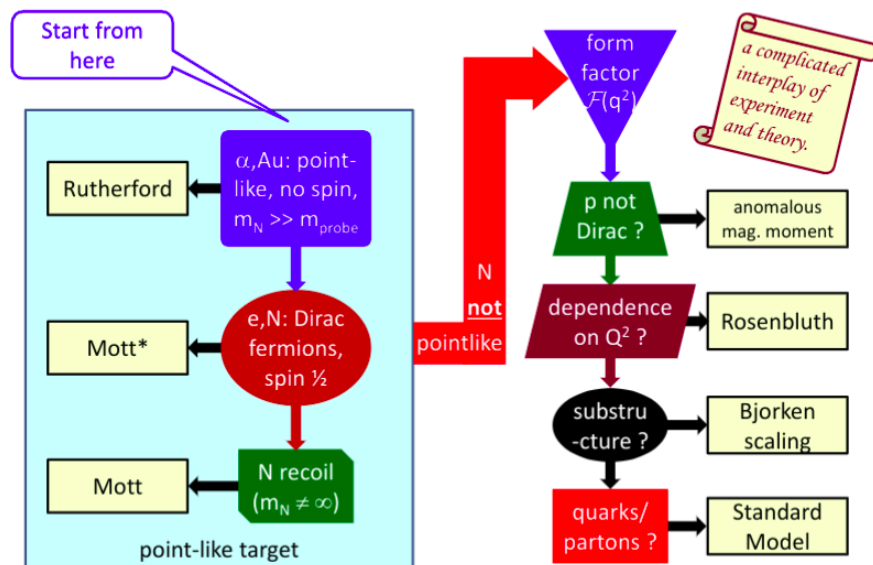 Start from
here
α,Au: point-
like, no spin,
m_N >> m_probe
Rutherford
e,N: Dirac
fermions,
spin ½
Mott*
N recoil
(m_N ≠ ∞)
Mott
point-like target
N
not
pointlike
form
factor
ℱ(q²)
a complicated
interplay of
experiment
and theory.
p not
Dirac ?
anomalous
mag. moment
dependence
on Q² ?
Rosenbluth
substru
-cture ?
Bjorken
scaling
quarks/
partons ?
Standard
Model